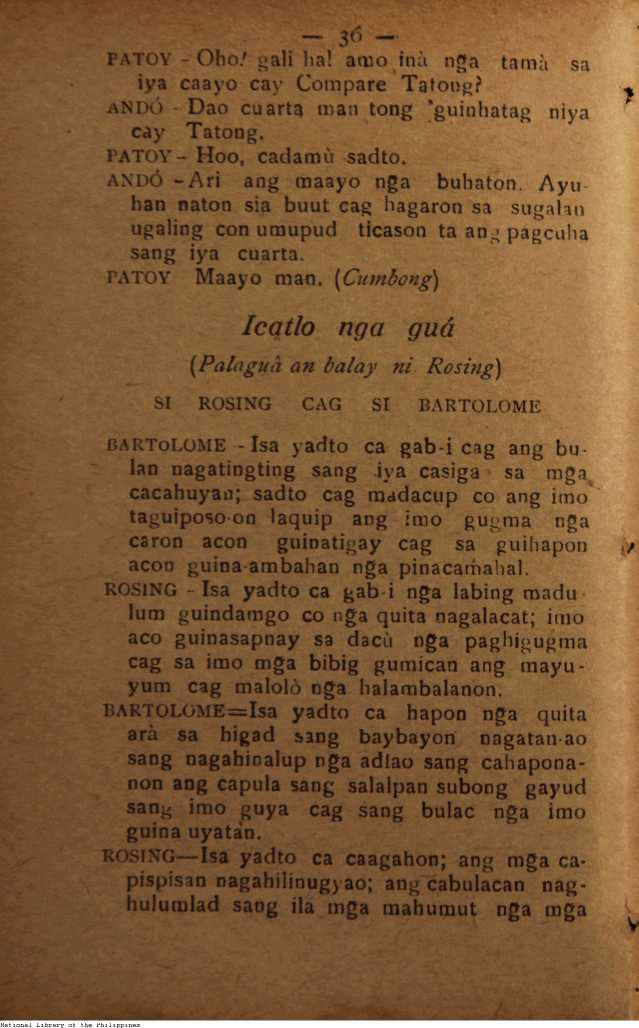 — 36 —
PATOY - Oho! gali ha! amo inà nga tamà sa
iya caayo cay Compare Tatong?
ANDÓ - Dao cuarta man tong guinhatag niya
cay Tatong.
PATOY - Hoo, cadamù sadto.
ANDÓ - Ari ang maayo nga buhaton. Ayu-
han naton sia buut cag hagaron sa sugalan
ugaling con umupud ticason ta ang pagcuha
sang iya cuarta.
PATOY Maayo man. (Cumbong)
Icatlo nga guá
(Palaguà an balay ni Rosing)
SI ROSING CAG SI BARTOLOME
BARTOLOME - Isa yadto ca gab-i cag ang bu-
lan nagatingting sang iya casiga sa mga
cacahuyan; sadto cag madacup co ang imo
taguiposo-on laquip ang imo gugma nga
caron acon guinatigay cag sa guihapon
acon guina-ambahan nga pinacamahal.
ROSING - Isa yadto ca gab-i nga labing madu
lum guindamgo co nga quita nagalacat; imo
aco guinasapnay sa dacù nga paghigugma
cag sa imo mga bibig gumican ang mayu-
yum cag malolò nga halambalanon.
BARTOLOME=Isa yadto ca hapon nga quita
arà sa higad sang baybayon nagatan-ao
sang nagahinalup nga adlao sang cahapona-
non ang capula sang salalpan subong gayud
sang imo guya cag sang bulac nga imo
guina uyatàn.
ROSING—Isa yadto ca caagahon; ang mga ca-
pispisan nagahilinugyao; ang cabulacan nag-
hulumlad sang ila mga mahumut nga mga
National Library of the Philippines